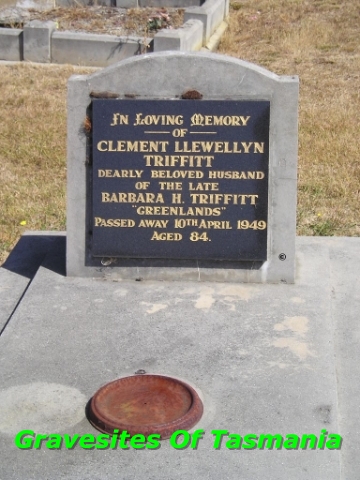 In Loving Memory
OF
CLEMENT LLEWELLYN
TRIFFITT
DEARLY BELOVED HUSBAND
OF THE LATE
BARBARA H. TRIFFITT
"GREENLANDS"
PASSED AWAY 10TH APRIL 1949
AGED 84.
Gravesites Of Tasmania